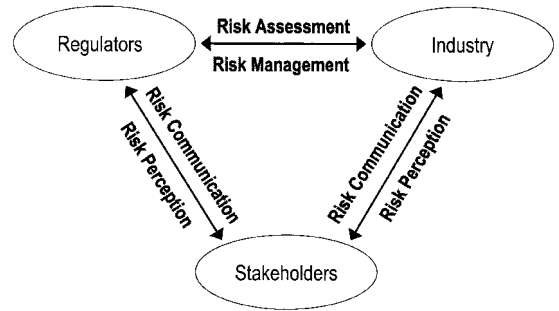 Regulators
Risk Assessment
Risk Management
Industry
Risk Communication
Risk Perception
Risk Communication
Risk Perception
Stakeholders